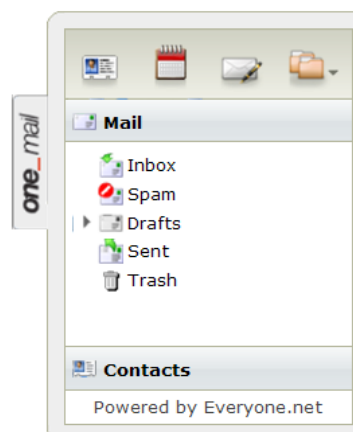 one_mail
Mail
Inbox
Spam
Drafts
Sent
Trash
Contacts
Powered by Everyone.net